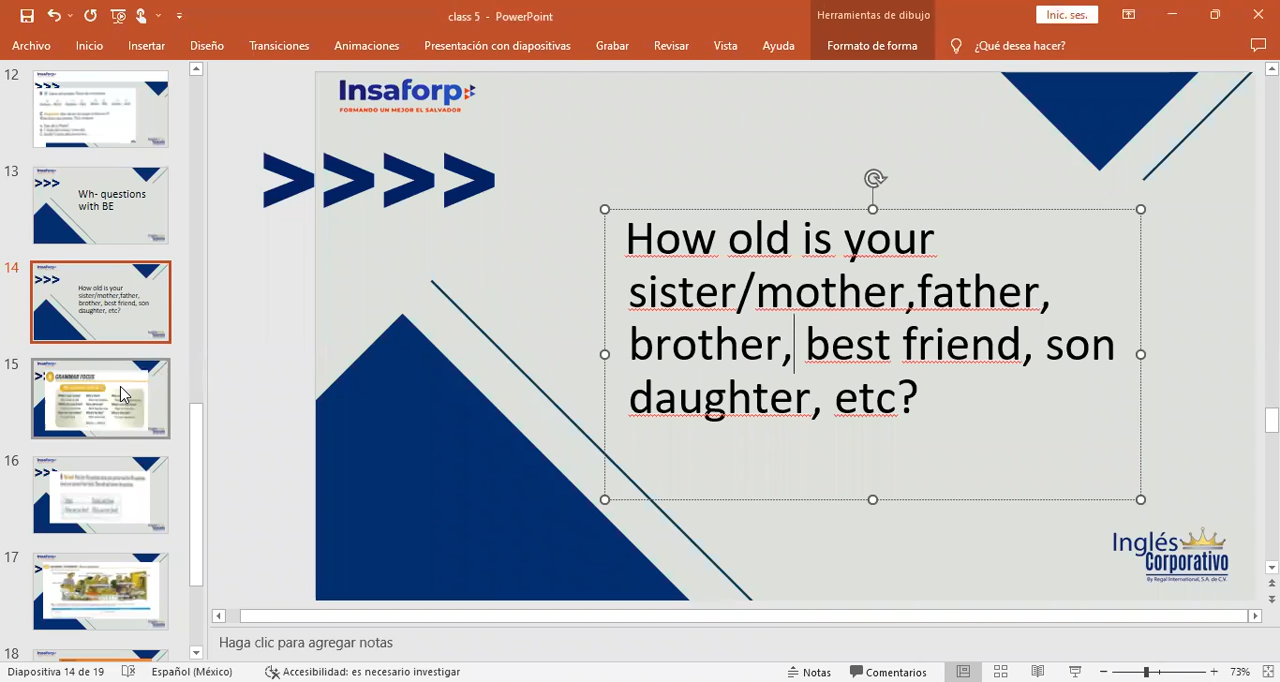 class 5 - PowerPoint
Herramientas de dibujo
Inic. ses.
Archivo Inicio Insertar Diseño Transiciones Animaciones Presentación con diapositivas Grabar Revisar Vista Ayuda Formato de forma ¿Qué desea hacer?
12
13
Wh- questions
with BE
14
How old is your
sister/mother,father,
brother, best friend, son
daughter, etc?
15
GRAMMAR FOCUS
16
17
18
Insaforp
FORMANDO UN MEJOR EL SALVADOR
>>>>
How old is your
sister/mother,father,
brother, best friend, son
daughter, etc?
Inglés
Corporativo
By Regal International, S.A. de C.V.
Haga clic para agregar notas
Diapositiva 14 de 19 Español (México) Accesibilidad: es necesario investigar Notas Comentarios 73%